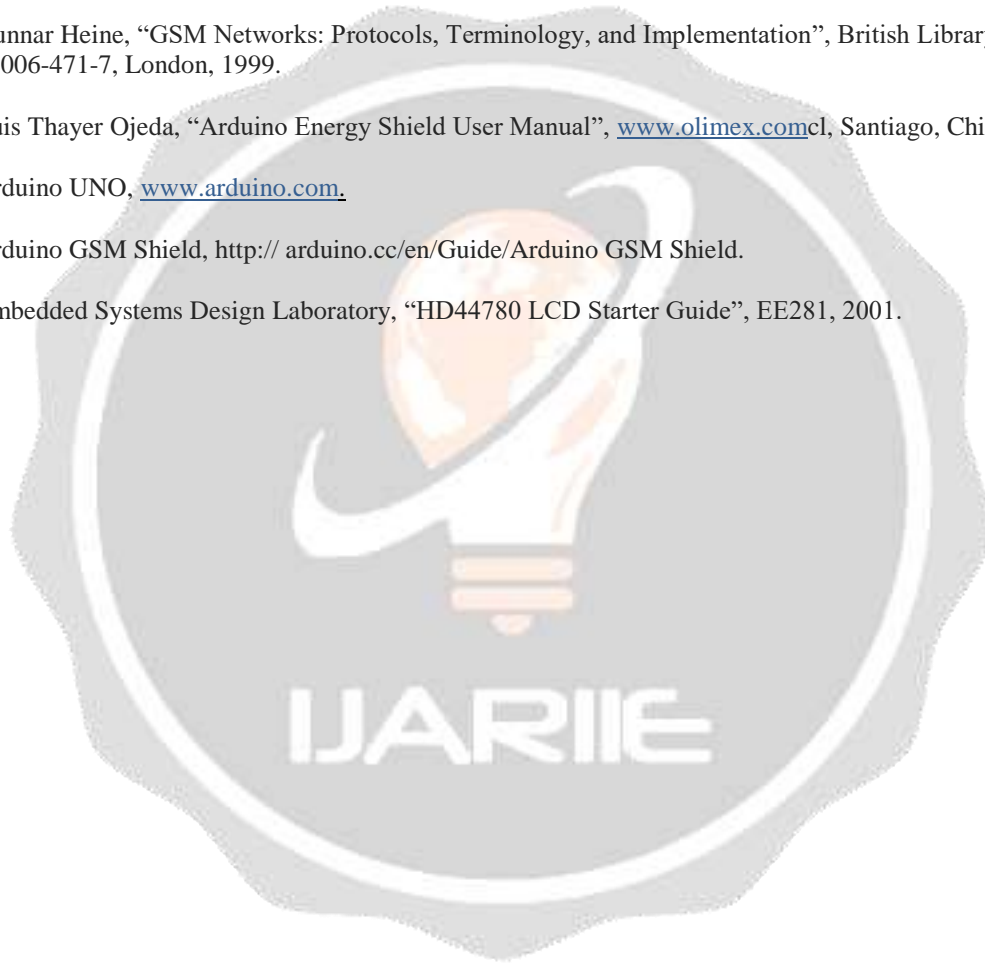 unnar Heine, “GSM Networks: Protocols, Terminology, and Implementation”, British Library
006-471-7, London, 1999.
uis Thayer Ojeda, “Arduino Energy Shield User Manual”, www.olimex.comcl, Santiago, Chi
rduino UNO, www.arduino.com.
rduino GSM Shield, http:// arduino.cc/en/Guide/Arduino GSM Shield.
mbedded Systems Design Laboratory, “HD44780 LCD Starter Guide”, EE281, 2001.
IJARIIE